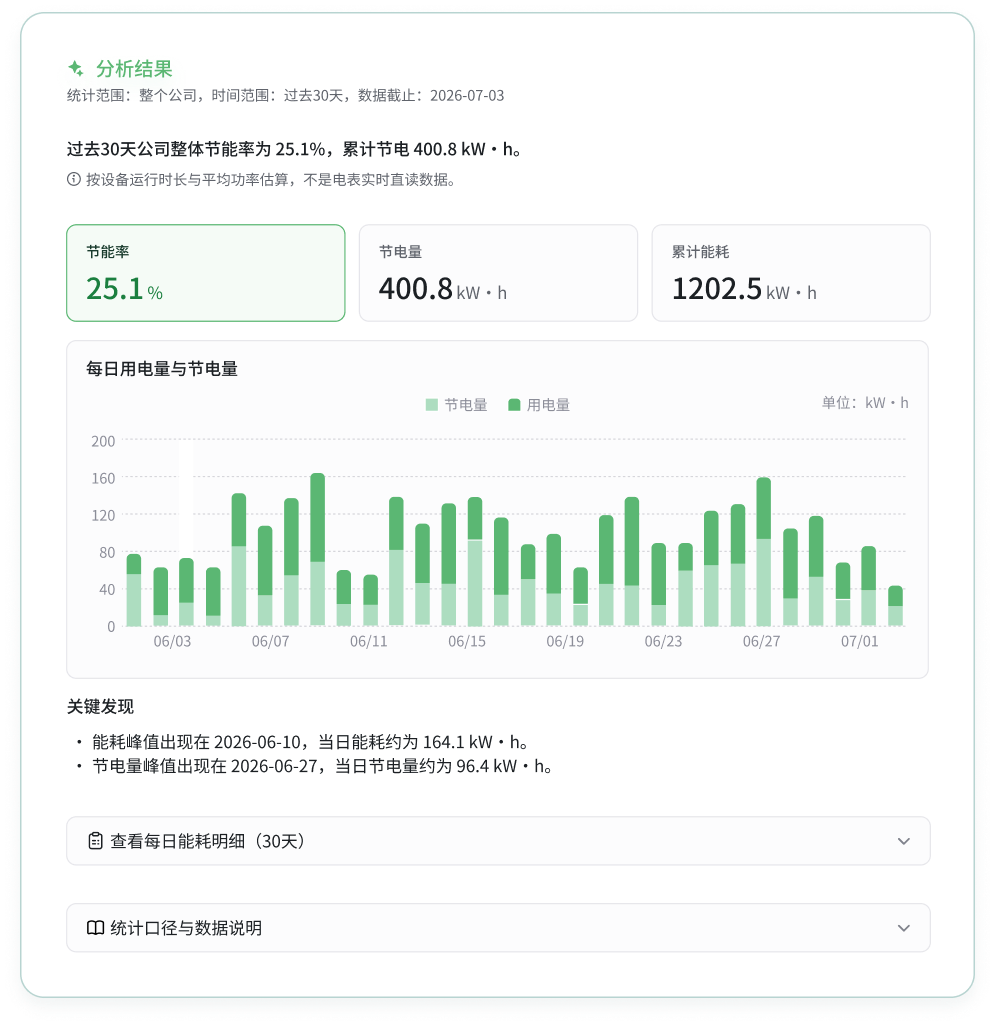 分析结果
统计范围：整个公司，时间范围：过去30天，数据截止：2026-07-03
过去30天公司整体节能率为 25.1%，累计节电 400.8 kW·h。
按设备运行时长与平均功率估算，不是电表实时直读数据。
节能率
25.1 %
节电量
400.8 kW·h
累计能耗
1202.5 kW·h
每日用电量与节电量
节电量 用电量 单位：kW·h
200
160
120
80
40
0
06/03 06/07 06/11 06/15 06/19 06/23 06/27 07/01
关键发现
· 能耗峰值出现在 2026-06-10，当日能耗约为 164.1 kW·h。
· 节电量峰值出现在 2026-06-27，当日节电量约为 96.4 kW·h。
查看每日能耗明细（30天）
统计口径与数据说明